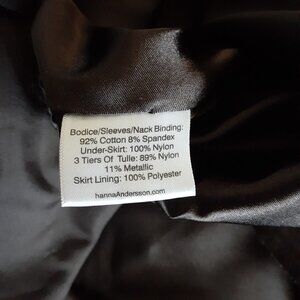 Bodice/Sleeves/Nack Binding:
92% Cotton 8% Spandex
Under-Skirt: 100% Nylon
3 Tiers Of Tulle: 89% Nylon
11% Metallic
Skirt Lining: 100% Polyester
hannaAndersson.com